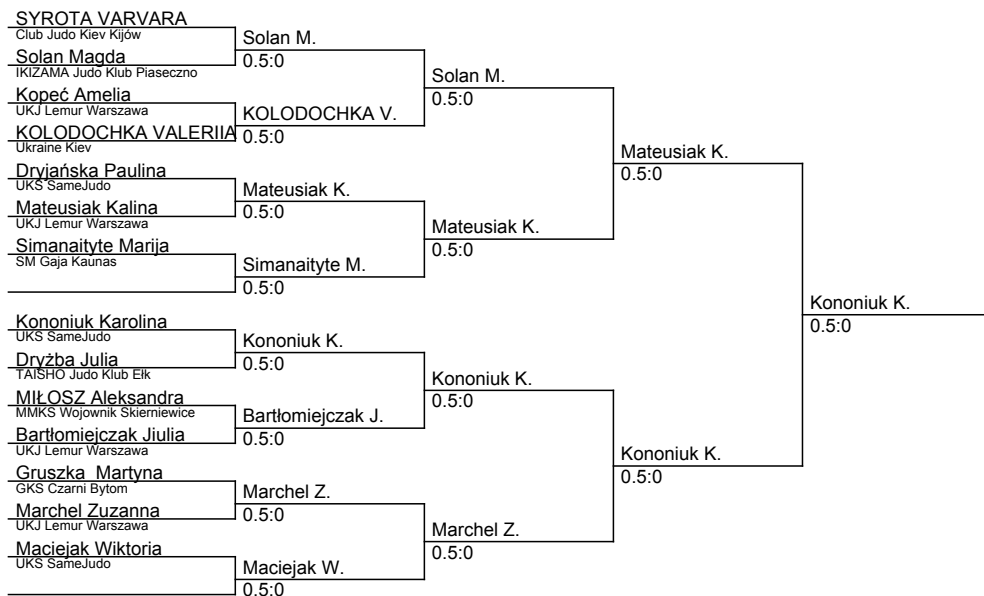 SYROTA VARVARA
Club Judo Kiev Kijów
Solan Magda
IKIZAMA Judo Klub Piaseczno
Kopeć Amelia
UKJ Lemur Warszawa
KOLODOCHKA VALERIIA
Ukraine Kiev
Dryjańska Paulina
UKS SameJudo
Mateusiak Kalina
UKJ Lemur Warszawa
Simanaityte Marija
SM Gaja Kaunas
Kononiuk Karolina
UKS SameJudo
Dryżba Julia
TAISHO Judo Klub Ełk
MIŁOSZ Aleksandra
MMKS Wojownik Skierniewice
Bartłomiejczak Jiulia
UKJ Lemur Warszawa
Gruszka  Martyna
GKS Czarni Bytom
Marchel Zuzanna
UKJ Lemur Warszawa
Maciejak Wiktoria
UKS SameJudo
Solan M.
0.5:0
KOLODOCHKA V.
0.5:0
Mateusiak K.
0.5:0
Simanaityte M.
0.5:0
Kononiuk K.
0.5:0
Bartłomiejczak J.
0.5:0
Marchel Z.
0.5:0
Maciejak W.
0.5:0
Solan M.
0.5:0
Mateusiak K.
0.5:0
Kononiuk K.
0.5:0
Marchel Z.
0.5:0
Mateusiak K.
0.5:0
Kononiuk K.
0.5:0
Kononiuk K.
0.5:0